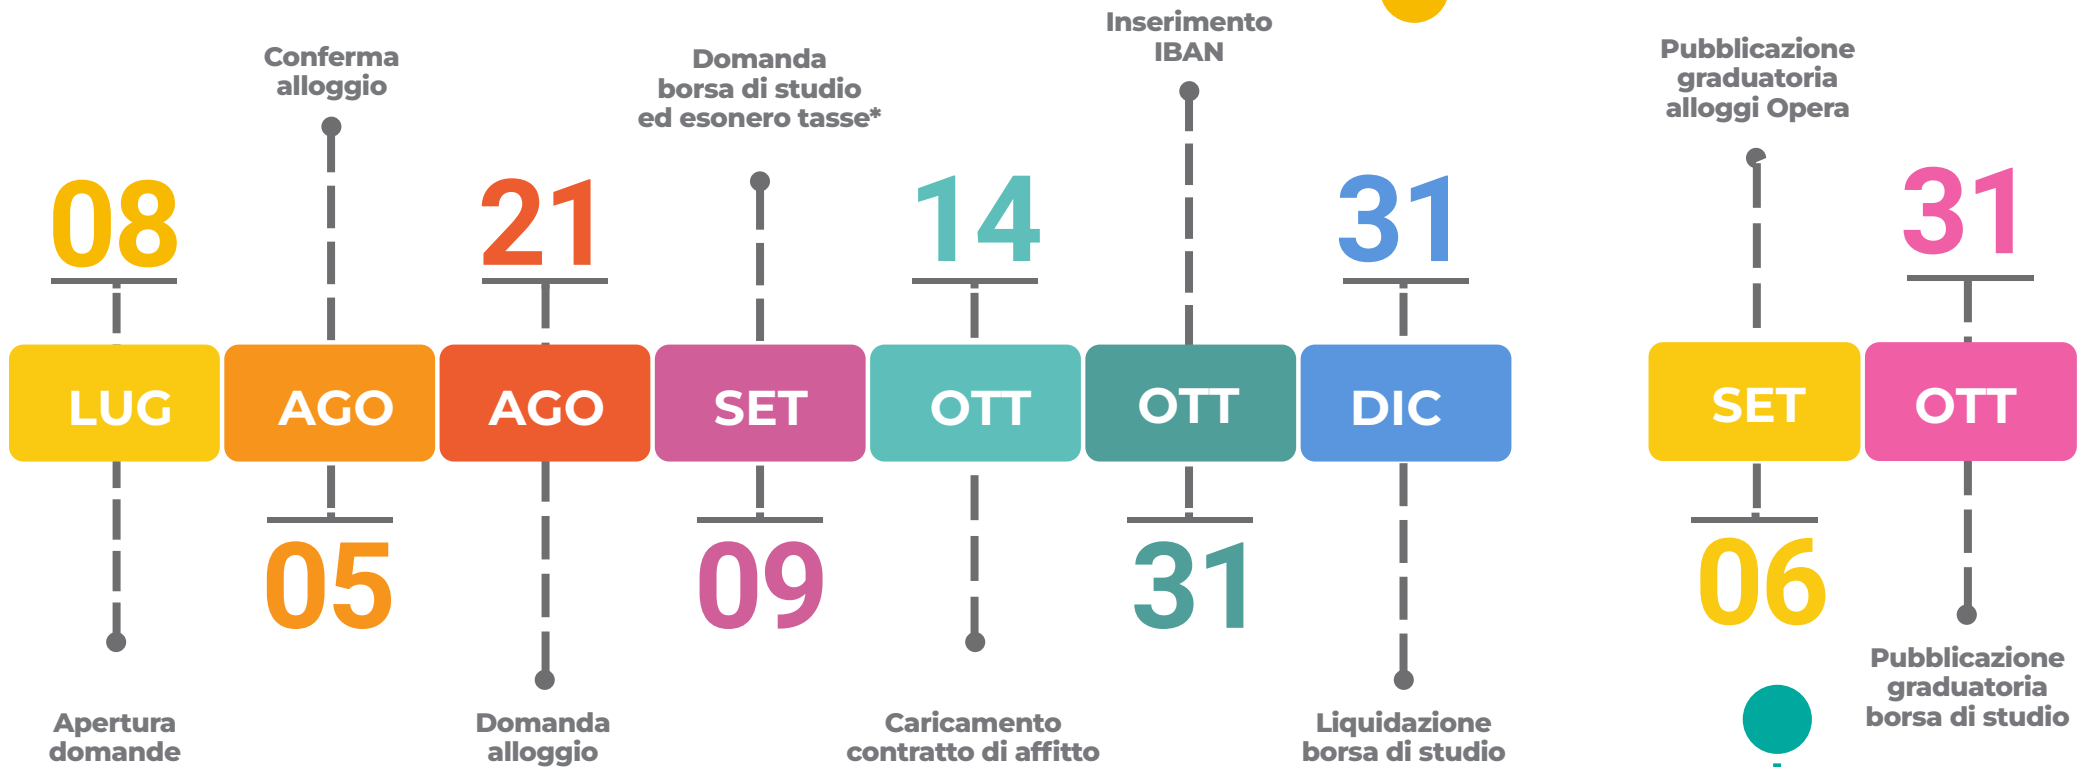 08
LUG
Apertura
domande
Conferma
alloggio
AGO
05
21
AGO
Domanda
alloggio
Domanda
borsa di studio
ed esonero tasse*
SET
09
14
OTT
Caricamento
contratto di affitto
Inserimento
IBAN
OTT
31
31
DIC
Liquidazione
borsa di studio
Pubblicazione
graduatoria
alloggi Opera
SET
06
31
OTT
Pubblicazione
graduatoria
borsa di studio